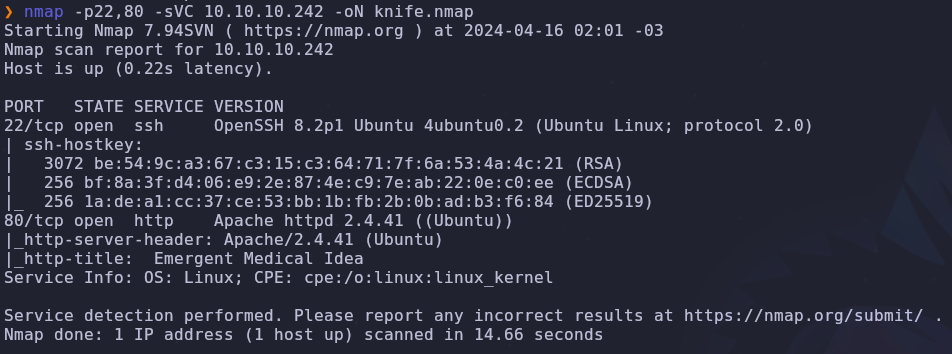 ❯ nmap -p22,80 -sVC 10.10.10.242 -oN knife.nmap
Starting Nmap 7.94SVN ( https://nmap.org ) at 2024-04-16 02:01 -03
Nmap scan report for 10.10.10.242
Host is up (0.22s latency).

PORT   STATE SERVICE VERSION
22/tcp open  ssh     OpenSSH 8.2p1 Ubuntu 4ubuntu0.2 (Ubuntu Linux; protocol 2.0)
| ssh-hostkey:
|   3072 be:54:9c:a3:67:c3:15:c3:64:71:7f:6a:53:4a:4c:21 (RSA)
|   256 bf:8a:3f:d4:06:e9:2e:87:4e:c9:7e:ab:22:0e:c0:ee (ECDSA)
|_  256 1a:de:a1:cc:37:ce:53:bb:1b:fb:2b:0b:ad:b3:f6:84 (ED25519)
80/tcp open  http    Apache httpd 2.4.41 ((Ubuntu))
|_http-server-header: Apache/2.4.41 (Ubuntu)
|_http-title:  Emergent Medical Idea
Service Info: OS: Linux; CPE: cpe:/o:linux:linux_kernel

Service detection performed. Please report any incorrect results at https://nmap.org/submit/ .
Nmap done: 1 IP address (1 host up) scanned in 14.66 seconds